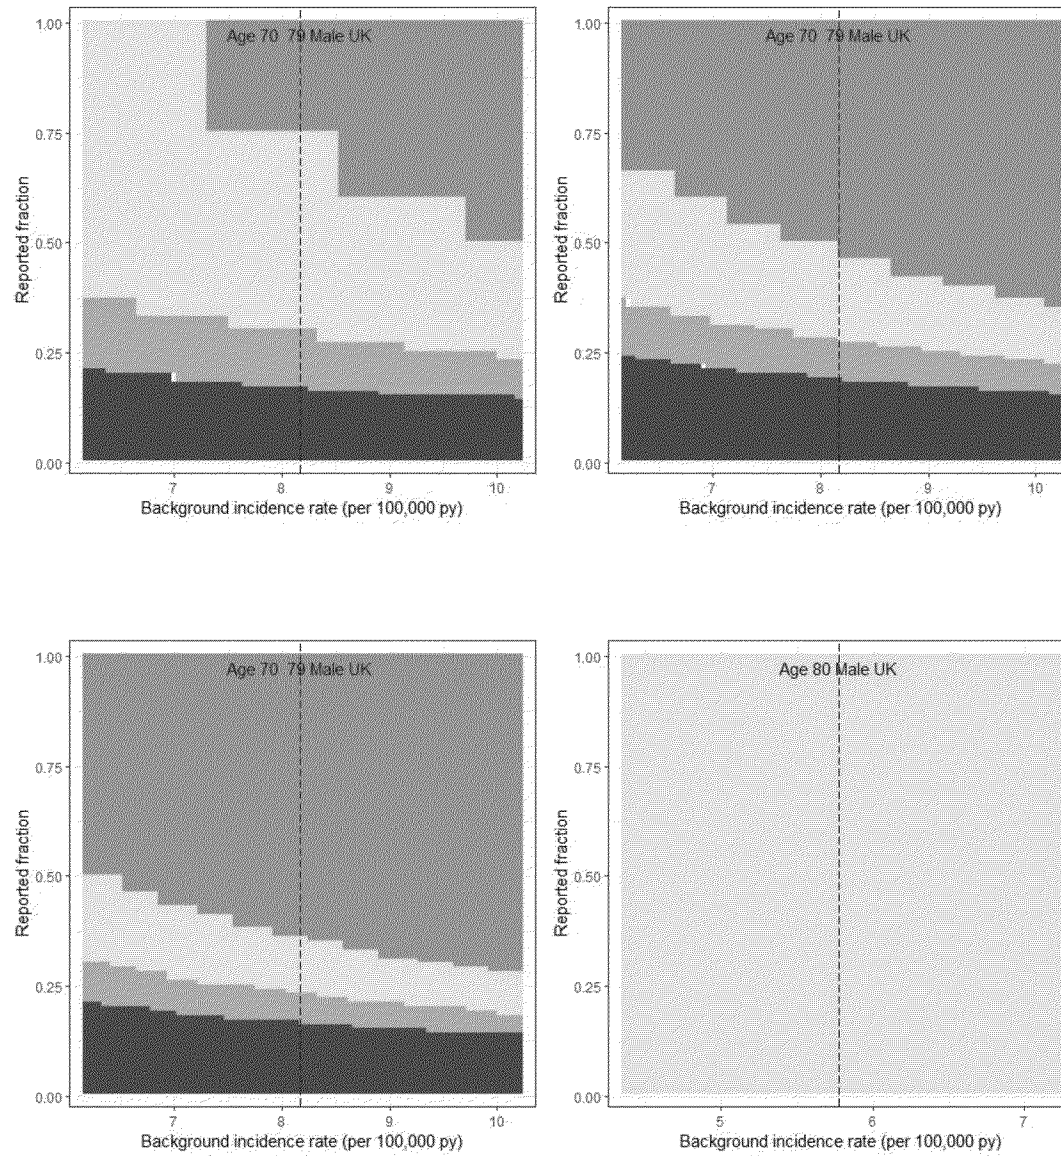 Age 70 79 Male UK
1.00
0.75
0.50
0.25
0.00
Reported fraction
7 8 9 10
Background incidence rate (per 100,000 py)
Age 70 79 Male UK
1.00
0.75
0.50
0.25
0.00
Reported fraction
7 8 9 10
Background incidence rate (per 100,000 py)
Age 70 79 Male UK
1.00
0.75
0.50
0.25
0.00
Reported fraction
7 8 9 10
Background incidence rate (per 100,000 py)
Age 80 Male UK
1.00
0.75
0.50
0.25
0.00
Reported fraction
5 6 7
Background incidence rate (per 100,000 py)